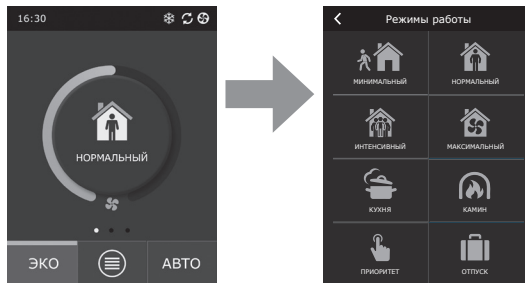 16:30
НОРМАЛЬНЫЙ
ЭКО
АВТО
Режимы работы
МИНИМАЛЬНЫЙ
НОРМАЛЬНЫЙ
ИНТЕНСИВНЫЙ
МАКСИМАЛЬНЫЙ
КУХНЯ
КАМИН
ПРИОРИТЕТ
ОТПУСК